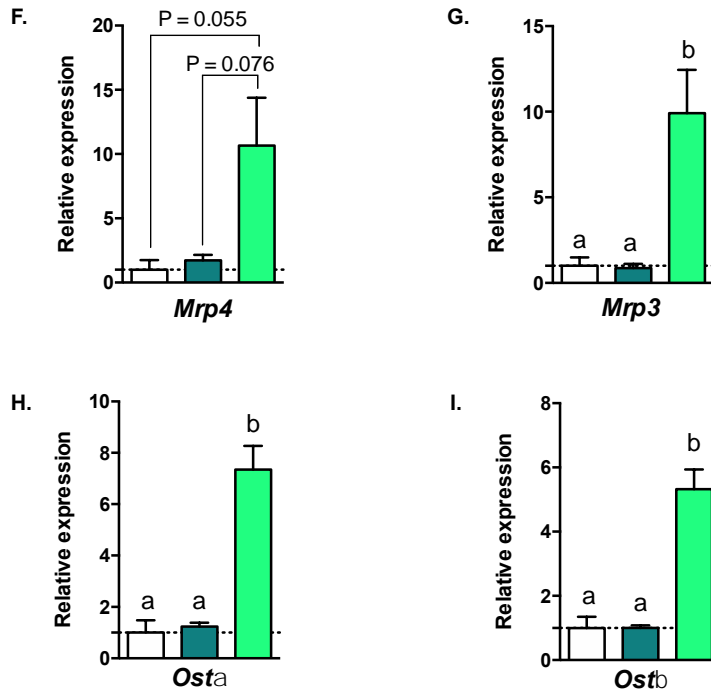 F.
P = 0.055
P = 0.076
Relative expression
20
15
10
5
0
Mrp4
G.
Relative expression
15
10
5
0
a
a
b
Mrp3
H.
Relative expression
10
8
6
4
2
0
a
a
b
Osta
I.
Relative expression
8
6
4
2
0
a
a
b
Ostb